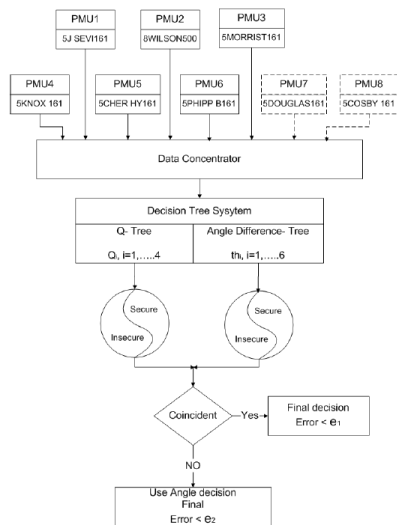 PMU1
5J SEVI161
PMU2
8WILSON500
PMU3
5MORRIST161
PMU4
5KNOX 161
PMU5
5CHER HY161
PMU6
5PHIPP B161
PMU7
5DOUGLAS161
PMU8
5COSBY 161
Data Concentrator
Decision Tree Sysytem
Q- Tree
Qi, i=1,.....4
Angle Difference- Tree
thi, i=1,.....6
Secure
Insecure
Secure
Insecure
Coincident
Yes
Final decision
Error < e1
NO
Use Angle decision
Final
Error < e2